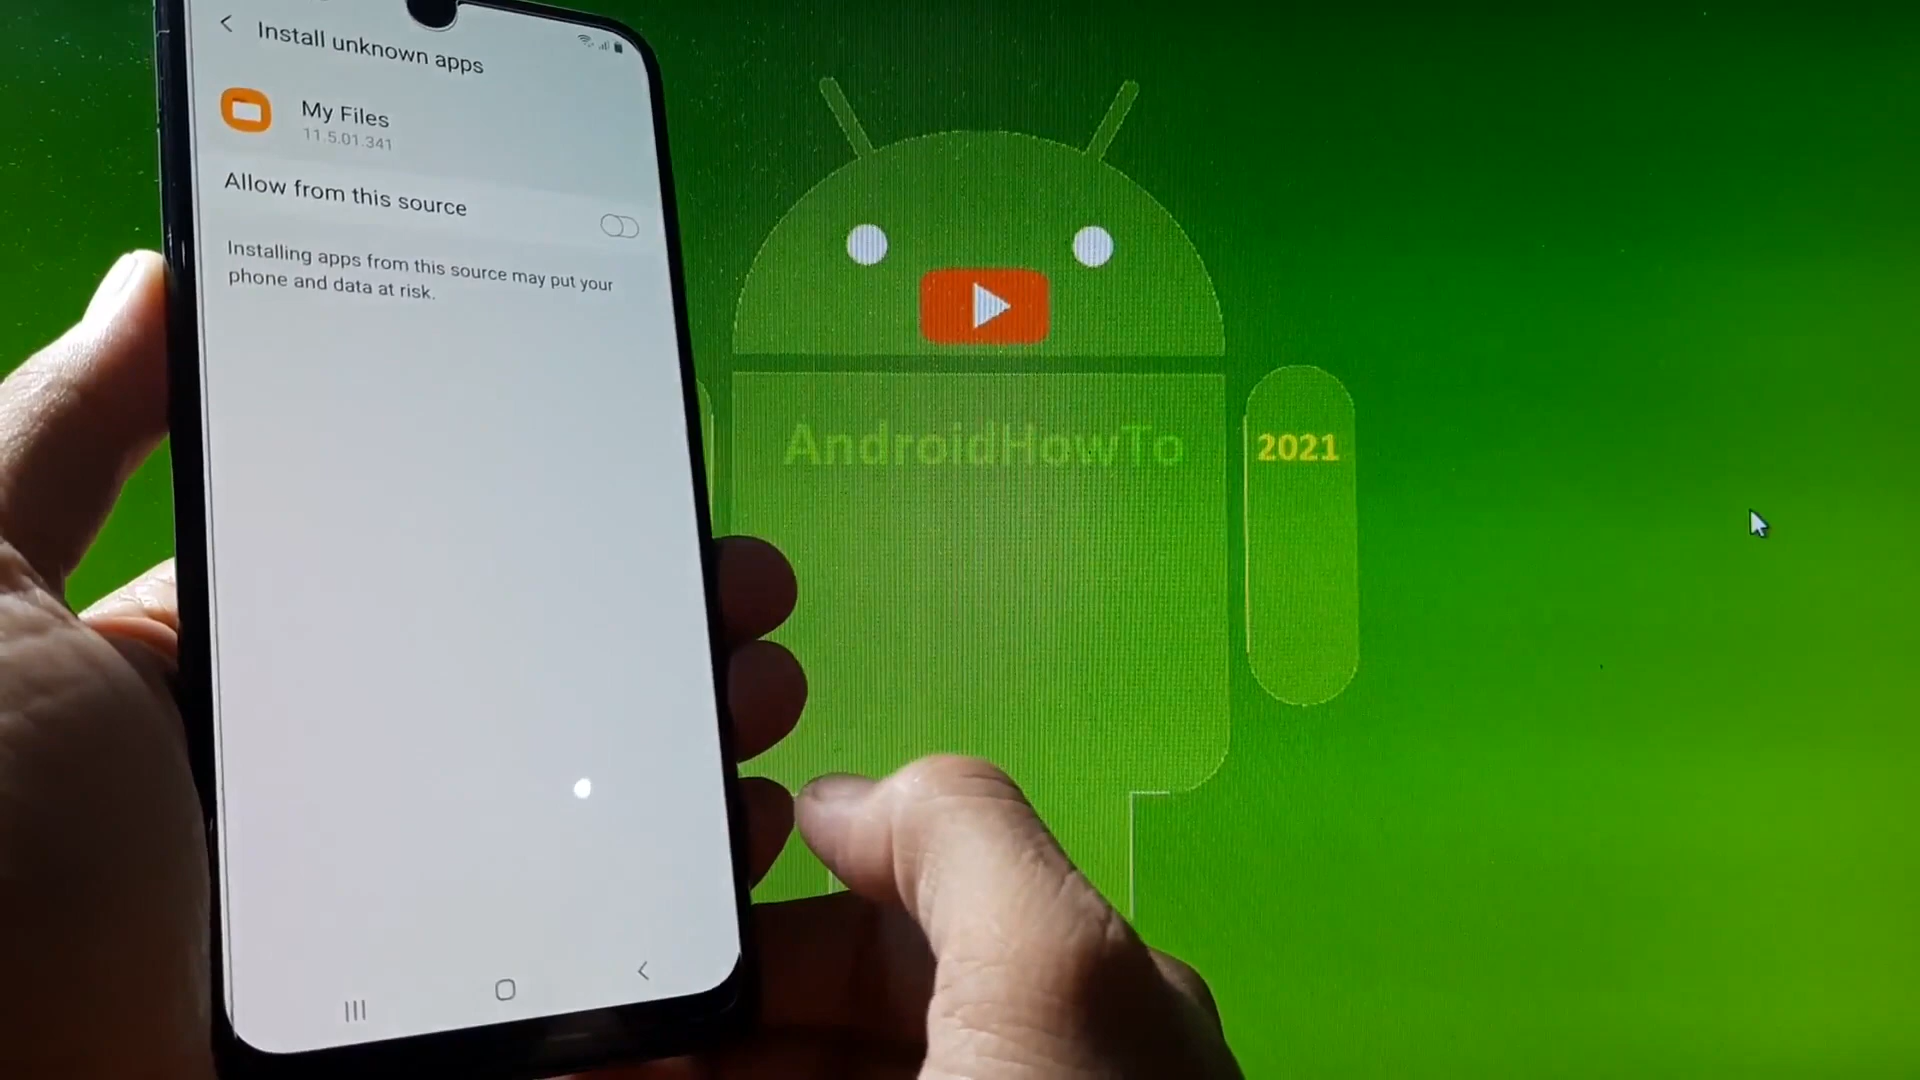 Install unknown apps
My Files
11.5.01.341
Allow from this source
Installing apps from this source may put your
phone and data at risk.
AndroidHowTo
2021